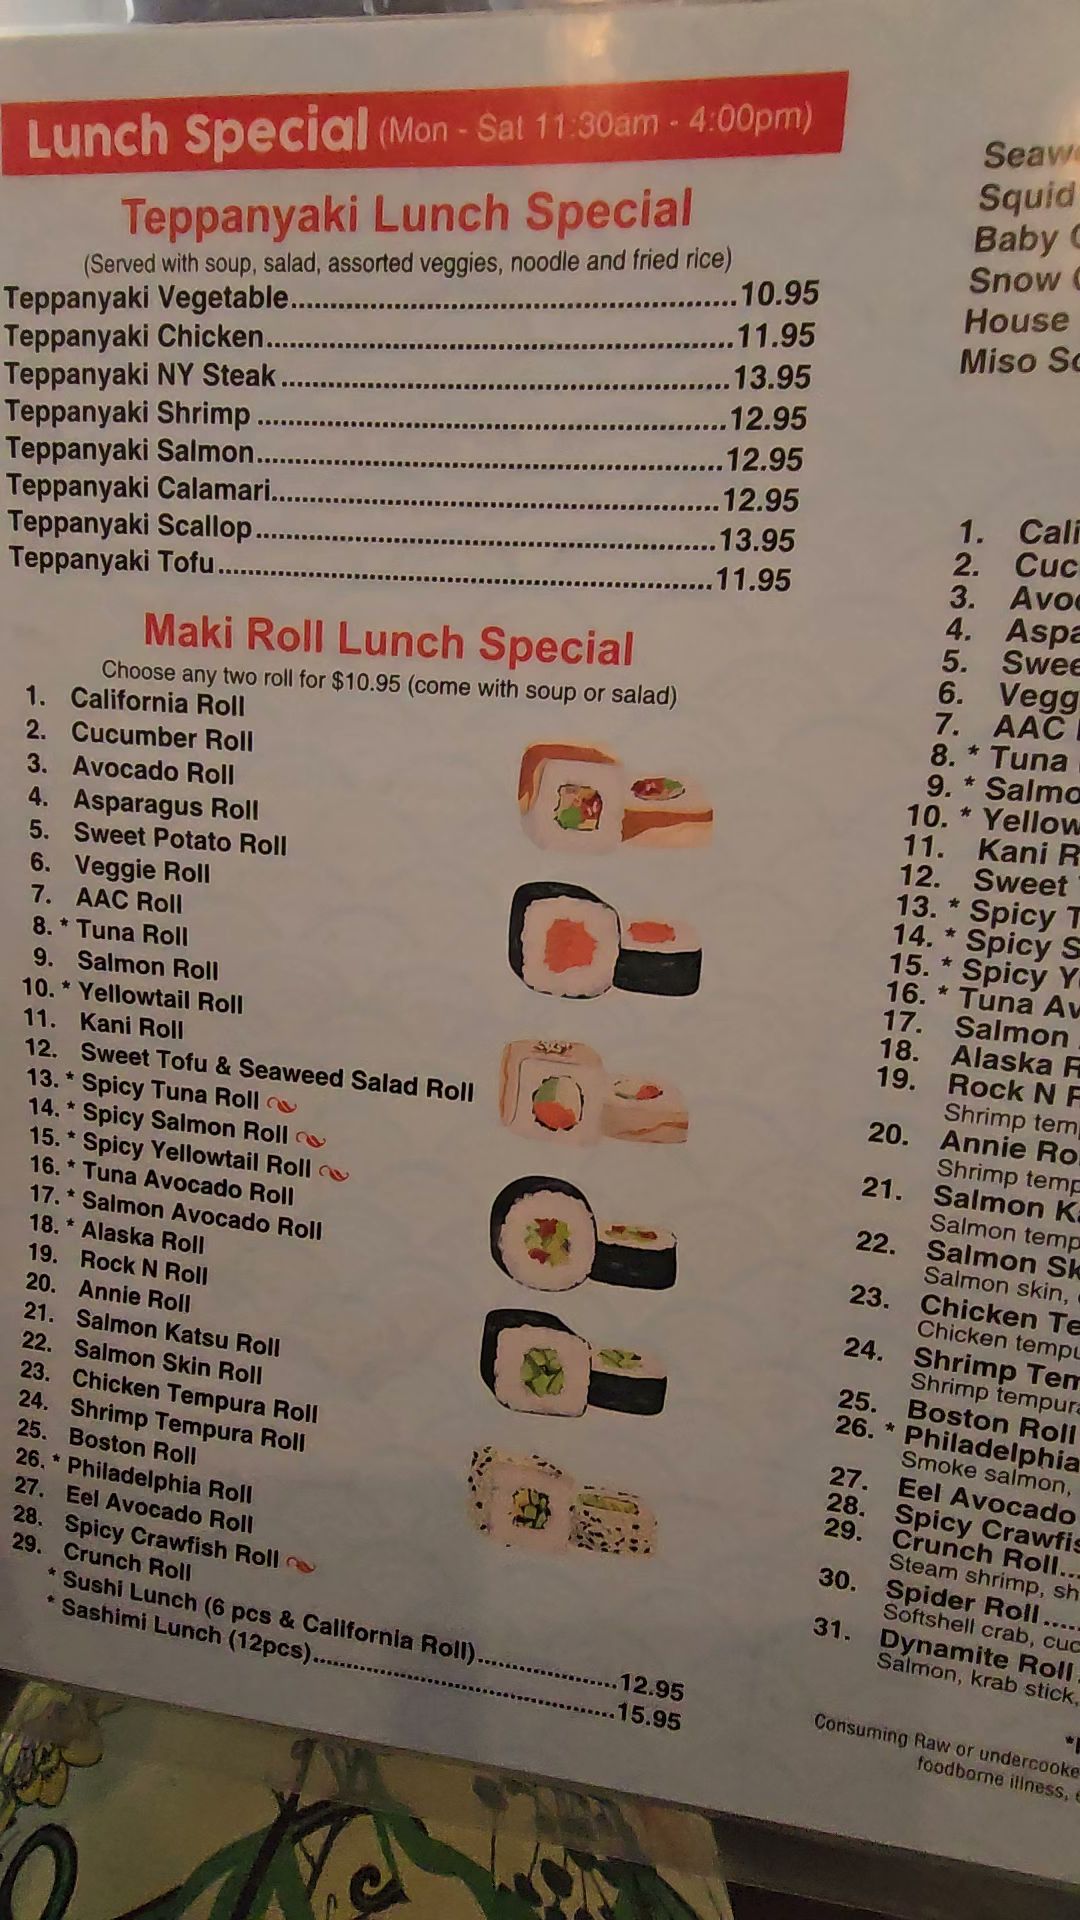 Lunch Special (Mon - Sat 11:30am - 4:00pm)
Teppanyaki Lunch Special
(Served with soup, salad, assorted veggies, noodle and fried rice)
Teppanyaki Vegetable..........10.95
Teppanyaki Chicken..........11.95
Teppanyaki NY Steak..........13.95
Teppanyaki Shrimp..........12.95
Teppanyaki Salmon..........12.95
Teppanyaki Calamari..........12.95
Teppanyaki Scallop..........13.95
Teppanyaki Tofu..........11.95
Maki Roll Lunch Special
Choose any two roll for $10.95 (come with soup or salad)
1. California Roll
2. Cucumber Roll
3. Avocado Roll
4. Asparagus Roll
5. Sweet Potato Roll
6. Veggie Roll
7. AAC Roll
8. * Tuna Roll
9. Salmon Roll
10. * Yellowtail Roll
11. Kani Roll
12. Sweet Tofu & Seaweed Salad Roll
13. * Spicy Tuna Roll
14. * Spicy Salmon Roll
15. * Spicy Yellowtail Roll
16. * Tuna Avocado Roll
17. * Salmon Avocado Roll
18. * Alaska Roll
19. Rock N Roll
20. Annie Roll
21. Salmon Katsu Roll
22. Salmon Skin Roll
23. Chicken Tempura Roll
24. Shrimp Tempura Roll
25. Boston Roll
26. * Philadelphia Roll
27. Eel Avocado Roll
28. Spicy Crawfish Roll
29. Crunch Roll
* Sushi Lunch (6 pcs & California Roll)..........12.95
* Sashimi Lunch (12pcs)..........15.95
Squid
Baby
Snow
House
Miso
1.
2.
3.
4.
5.
6.
7. AAC
8. * Tuna
9. *
10. *
11. Kani
12. Sweet
13. * Spicy
14. * Spicy
15. * Spicy
16. * Tuna
17. Salmon
18. Alaska
19. Rock N
Shrimp
20. Annie
Shrimp
21. Salmon
Salmon
22. Salmon
Salmon skin,
23. Chicken
Chicken
24. Shrimp
Shrimp
25. Boston Roll
26. * Philadelphia
Smoke salmon,
27. Eel Avocado
28. Spicy
29. Crunch Roll...
Steam shrimp,
30. Spider Roll.....
Softshell crab,
31. Dynamite Roll
Salmon, krab stick,
Consuming Raw or
foodborne illness,